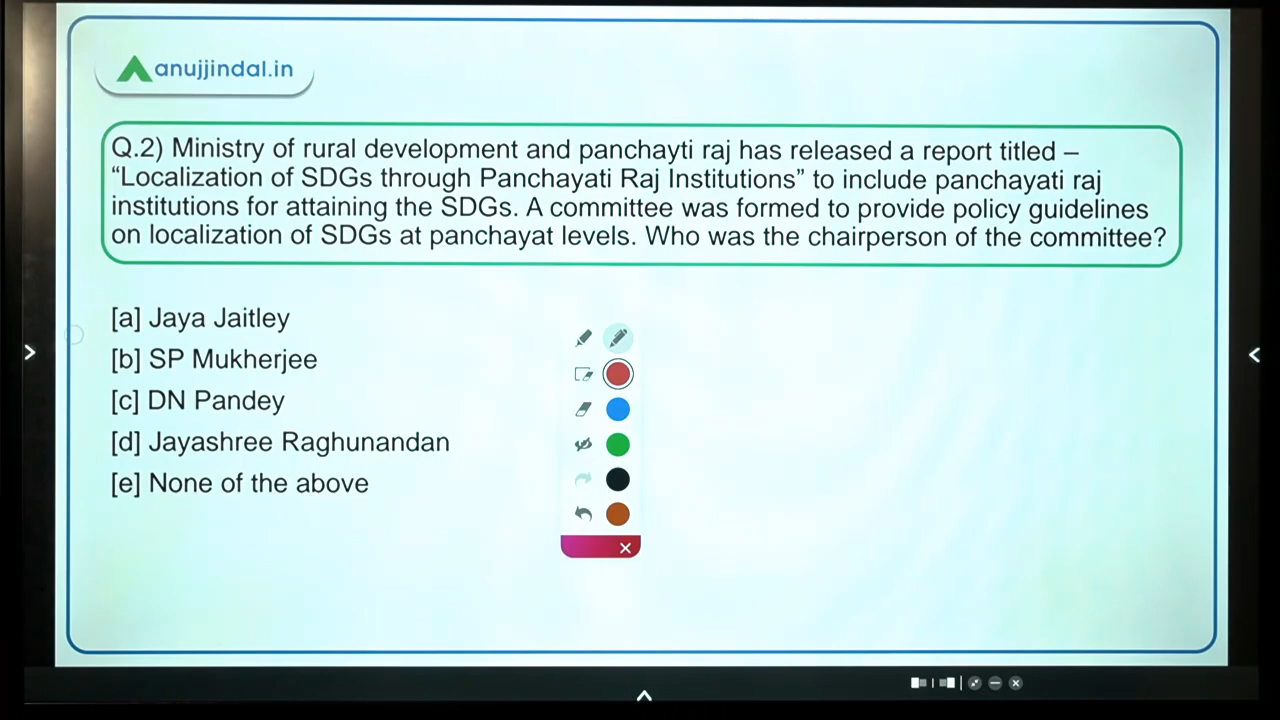 anujjindal.in
Q.2) Ministry of rural development and panchayti raj has released a report titled –
“Localization of SDGs through Panchayati Raj Institutions” to include panchayati raj
institutions for attaining the SDGs. A committee was formed to provide policy guidelines
on localization of SDGs at panchayat levels. Who was the chairperson of the committee?
[a] Jaya Jaitley
[b] SP Mukherjee
[c] DN Pandey
[d] Jayashree Raghunandan
[e] None of the above